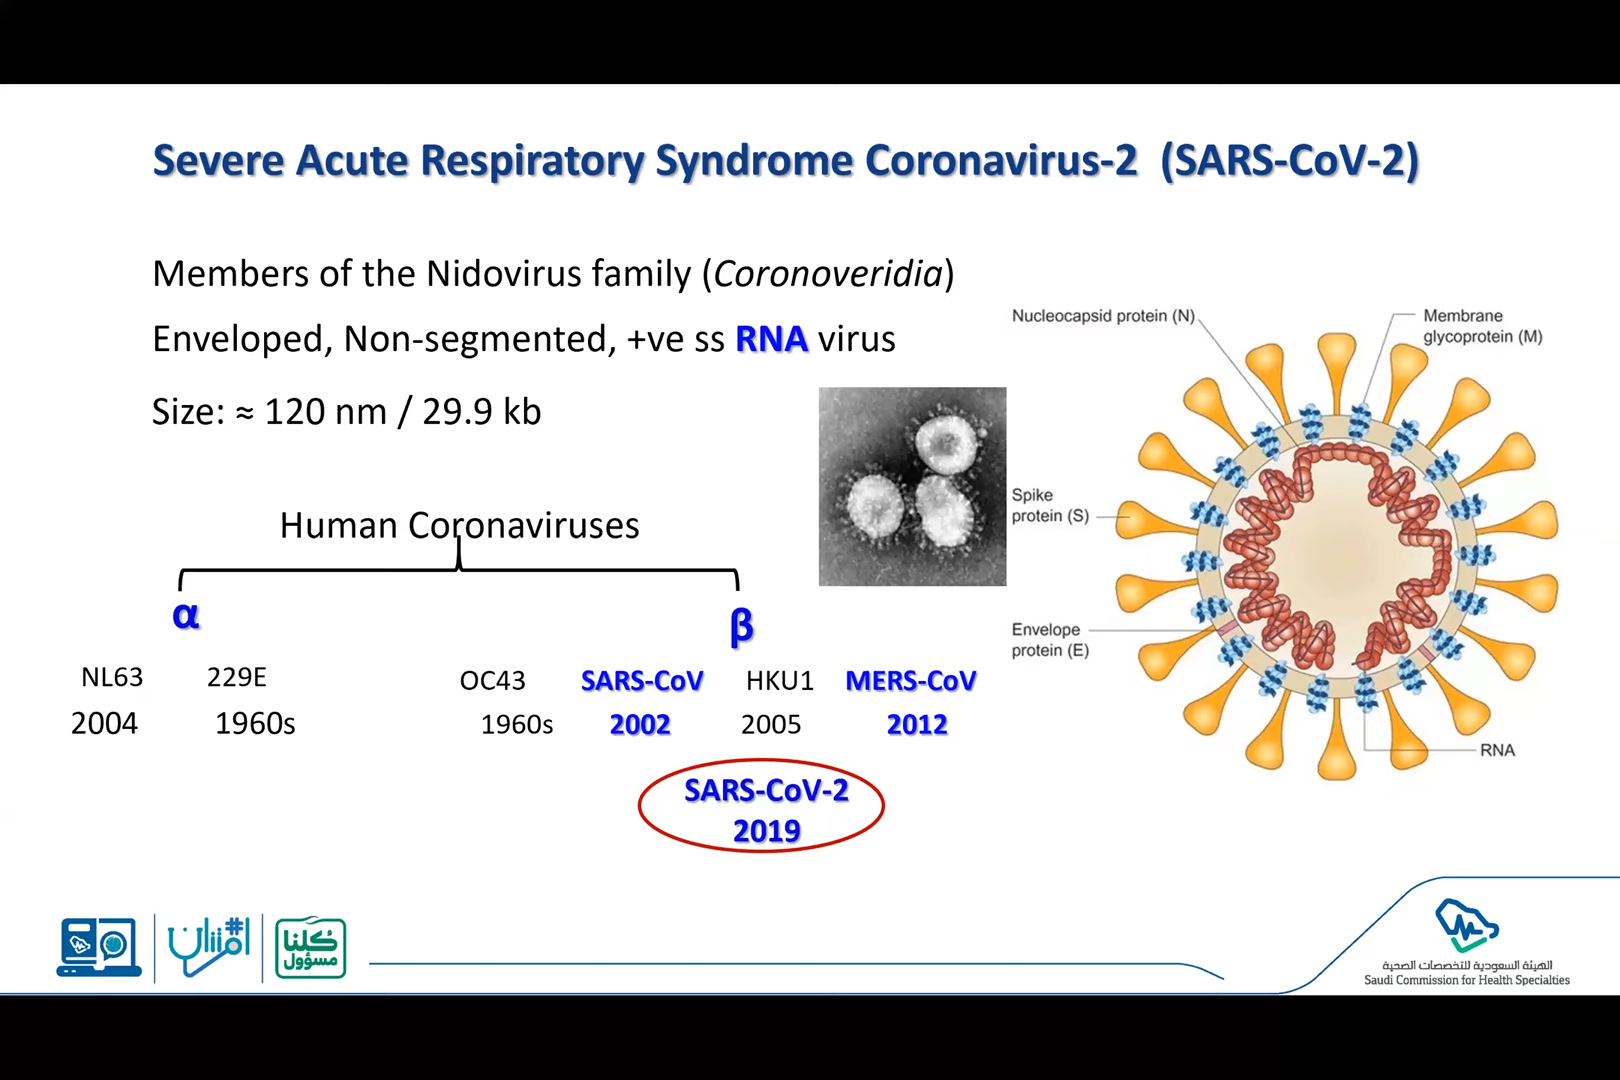 Severe Acute Respiratory Syndrome Coronavirus-2 (SARS-CoV-2)
Members of the Nidovirus family (Coronoveridia)
Enveloped, Non-segmented, +ve ss RNA virus
Size: ≈ 120 nm / 29.9 kb
Human Coronaviruses
α
β
NL63 229E OC43 SARS-CoV HKU1 MERS-CoV
2004 1960s 1960s 2002 2005 2012
SARS-CoV-2
2019
Nucleocapsid protein (N)
Membrane
glycoprotein (M)
Spike
protein (S)
Envelope
protein (E)
RNA
#امتنان
كلنا
مسؤول
الهيئة السعودية للتخصصات الصحية
Saudi Commission for Health Specialties